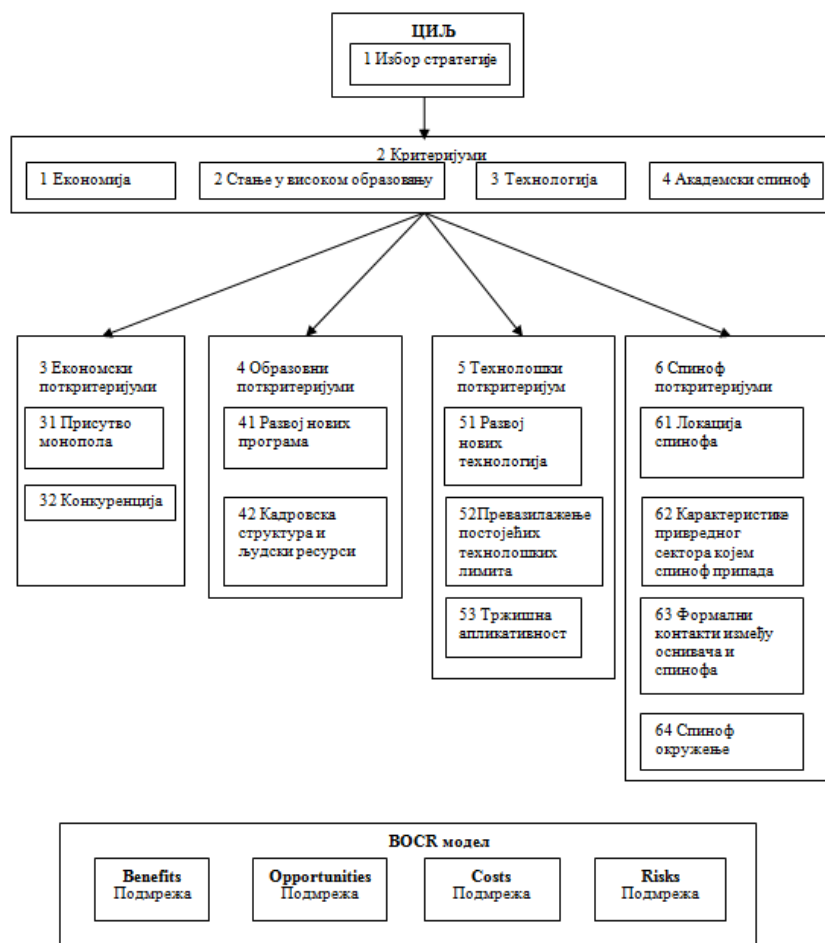 ЦИЉ
1 Избор стратегије
2 Критеријуми
1 Економија
2 Стање у високом образовању
3 Технологија
4 Академски спиноф
3 Економски
поткритеријуми
31 Присутво
монопола
32 Конкуренција
4 Образовни
поткритеријуми
41 Развој нових
програма
42 Кадровска
структура и
људски ресурси
5 Технолошки
поткритеријум
51 Развој
нових
технологија
52Превазилажење
постојећих
технолошких
лимита
53 Тржишна
апликативност
6 Спиноф
поткритеријуми
61 Локација
спинофа
62 Карактеристике
привредног
сектора којем
спиноф припада
63 Формални
контакти између
оснивача и
спинофа
64 Спиноф
окружење
BOCR модел
Benefits
Подмрежа
Opportunities
Подмрежа
Costs
Подмрежа
Risks
Подмрежа